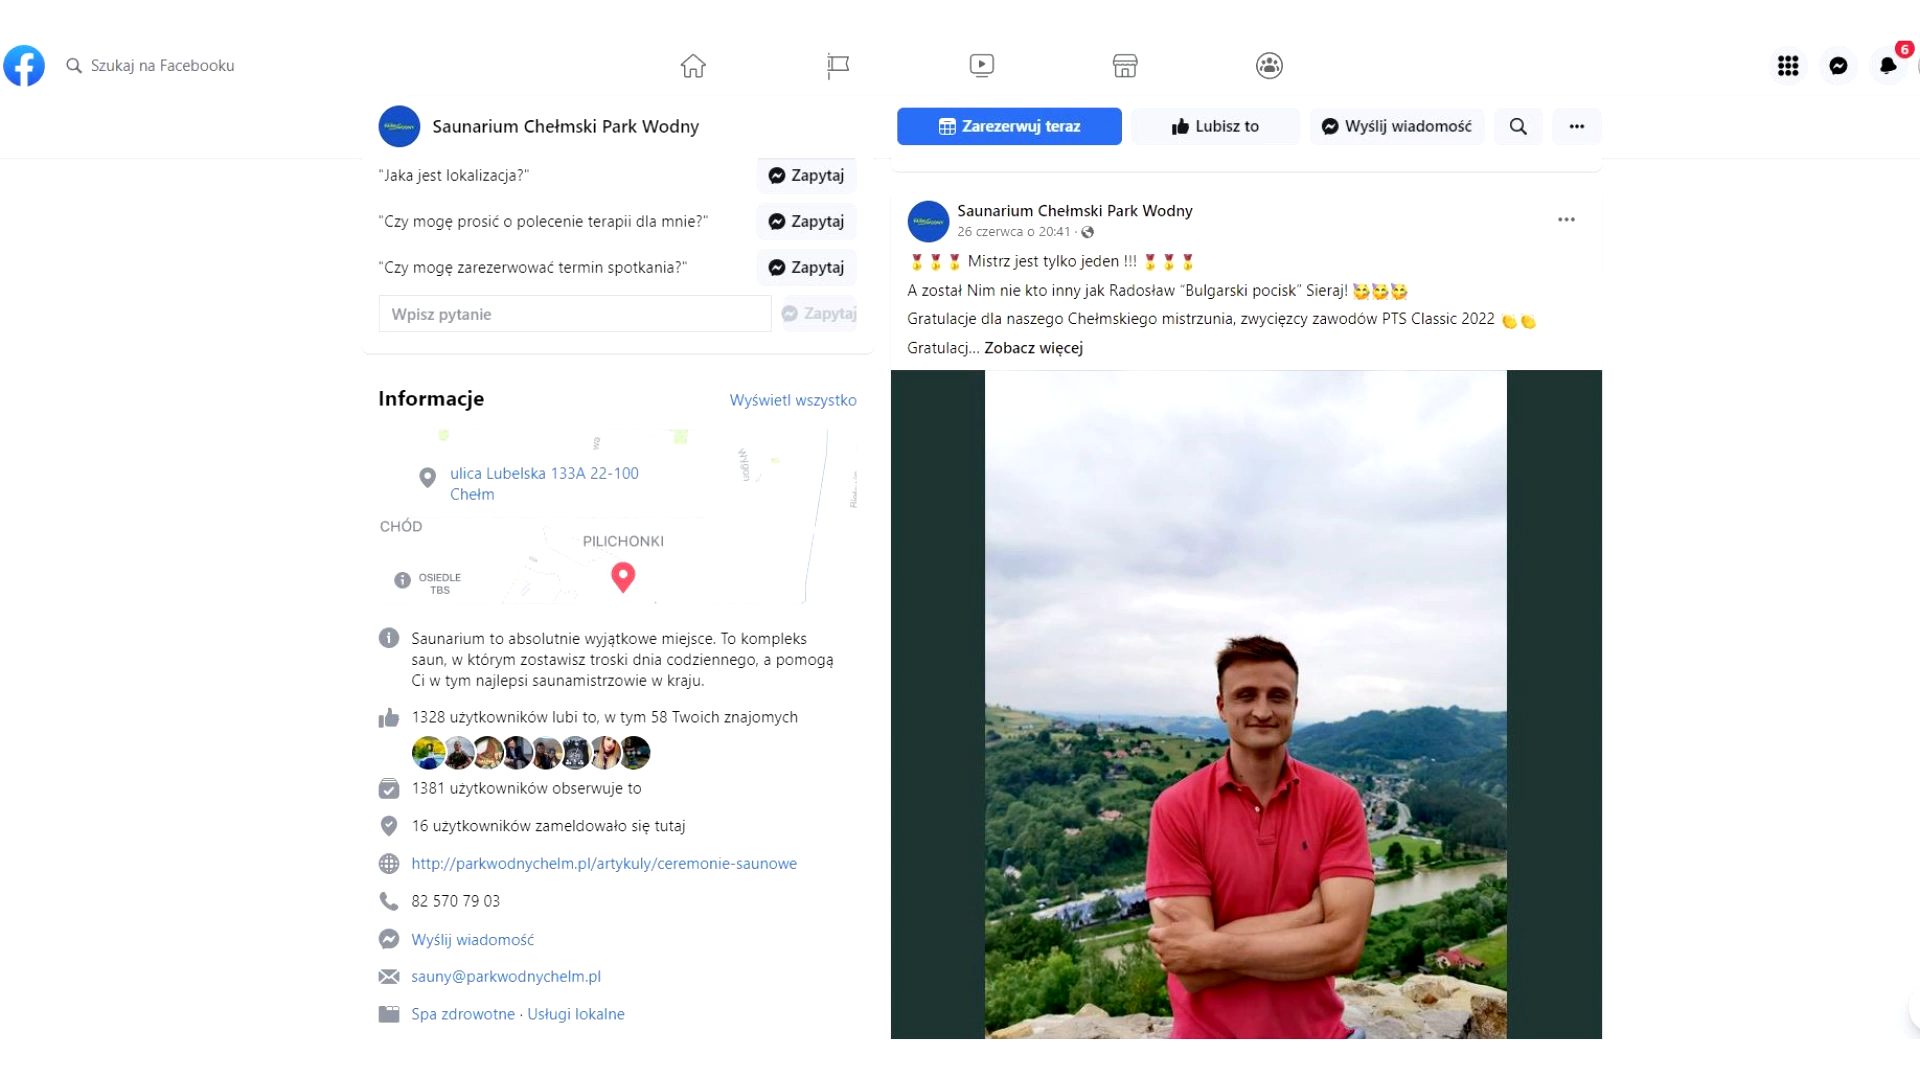 Szukaj na Facebooku
6
Saunarium Chełmski Park Wodny
Zarezerwuj teraz
Lubisz to
Wyślij wiadomość
"Jaka jest lokalizacja?"
Zapytaj
"Czy mogę prosić o polecenie terapii dla mnie?"
Zapytaj
"Czy mogę zarezerwować termin spotkania?"
Zapytaj
Wpisz pytanie
Zapytaj
Informacje
Wyświetl wszystko
ulica Lubelska 133A 22-100
Chełm
CHÓD
PILICHONKI
OSIEDLE
TBS
Saunarium to absolutnie wyjątkowe miejsce. To kompleks
saun, w którym zostawisz troski dnia codziennego, a pomogą
Ci w tym najlepsi saunamistrzowie w kraju.
1328 użytkowników lubi to, w tym 58 Twoich znajomych
1381 użytkowników obserwuje to
16 użytkowników zameldowało się tutaj
http://parkwodnychelm.pl/artykuly/ceremonie-saunowe
82 570 79 03
Wyślij wiadomość
sauny@parkwodnychelm.pl
Spa zdrowotne · Usługi lokalne
Saunarium Chełmski Park Wodny
26 czerwca o 20:41 ·
🏅🏅🏅 Mistrz jest tylko jeden !!! 🏅🏅🏅
A został Nim nie kto inny jak Radosław “Bulgarski pocisk” Sieraj! 🥳🥳🥳
Gratulacje dla naszego Chełmskiego mistrzunia, zwycięzcy zawodów PTS Classic 2022 👏👏
Gratulacj... Zobacz więcej